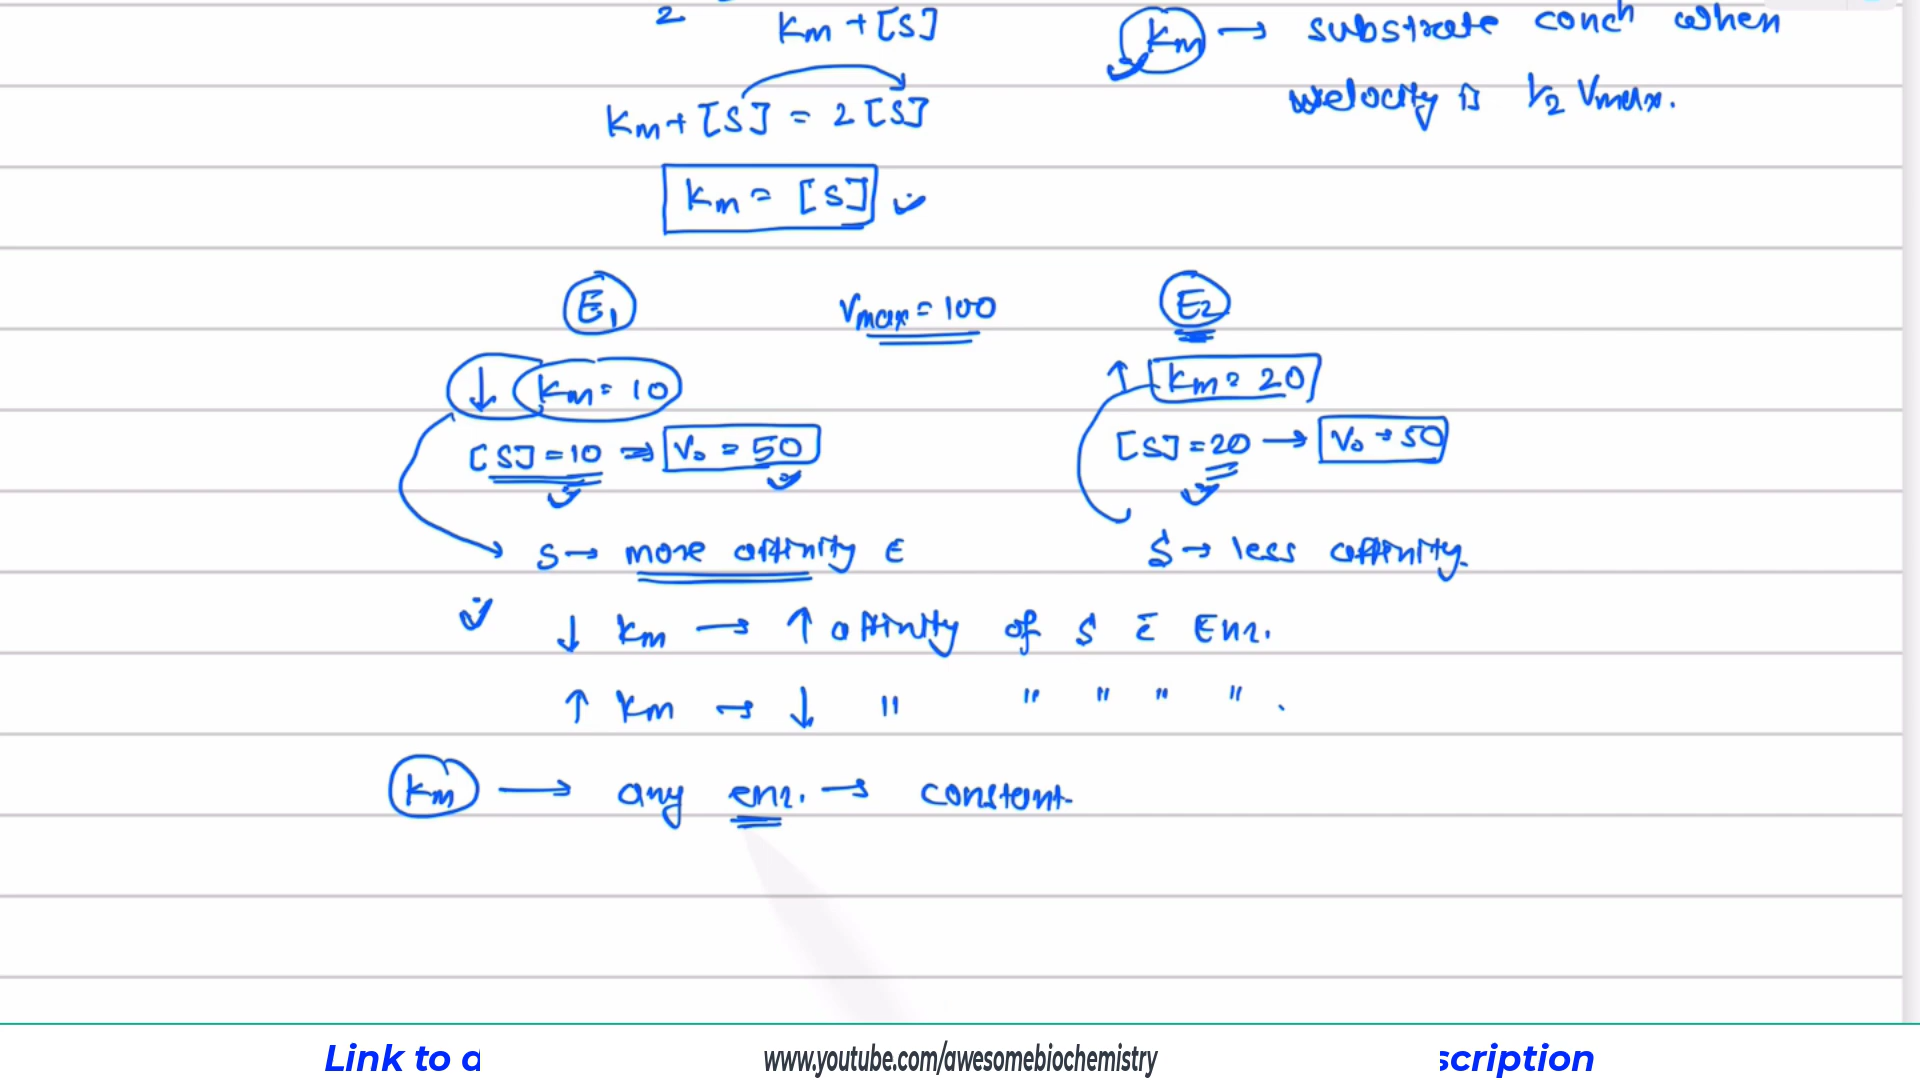 2
Km + [S]
Km + [S] = 2 [S]
Km = [S]
Km → substrate concn when
velocity is 1/2 Vmax.
E1
Vmax = 100
E2
↓ Km = 10
↑ Km = 20
[S] = 10 → V0 = 50
[S] = 20 → V0 → 50
S → more affinity E
S → less affinity.
↓ Km → ↑ affinity of S c̄ Enz.
↑ Km → ↓ " " " " " .
Km → any enz. → constant
Link to
www.youtube.com/awesomebiochemistry
scription